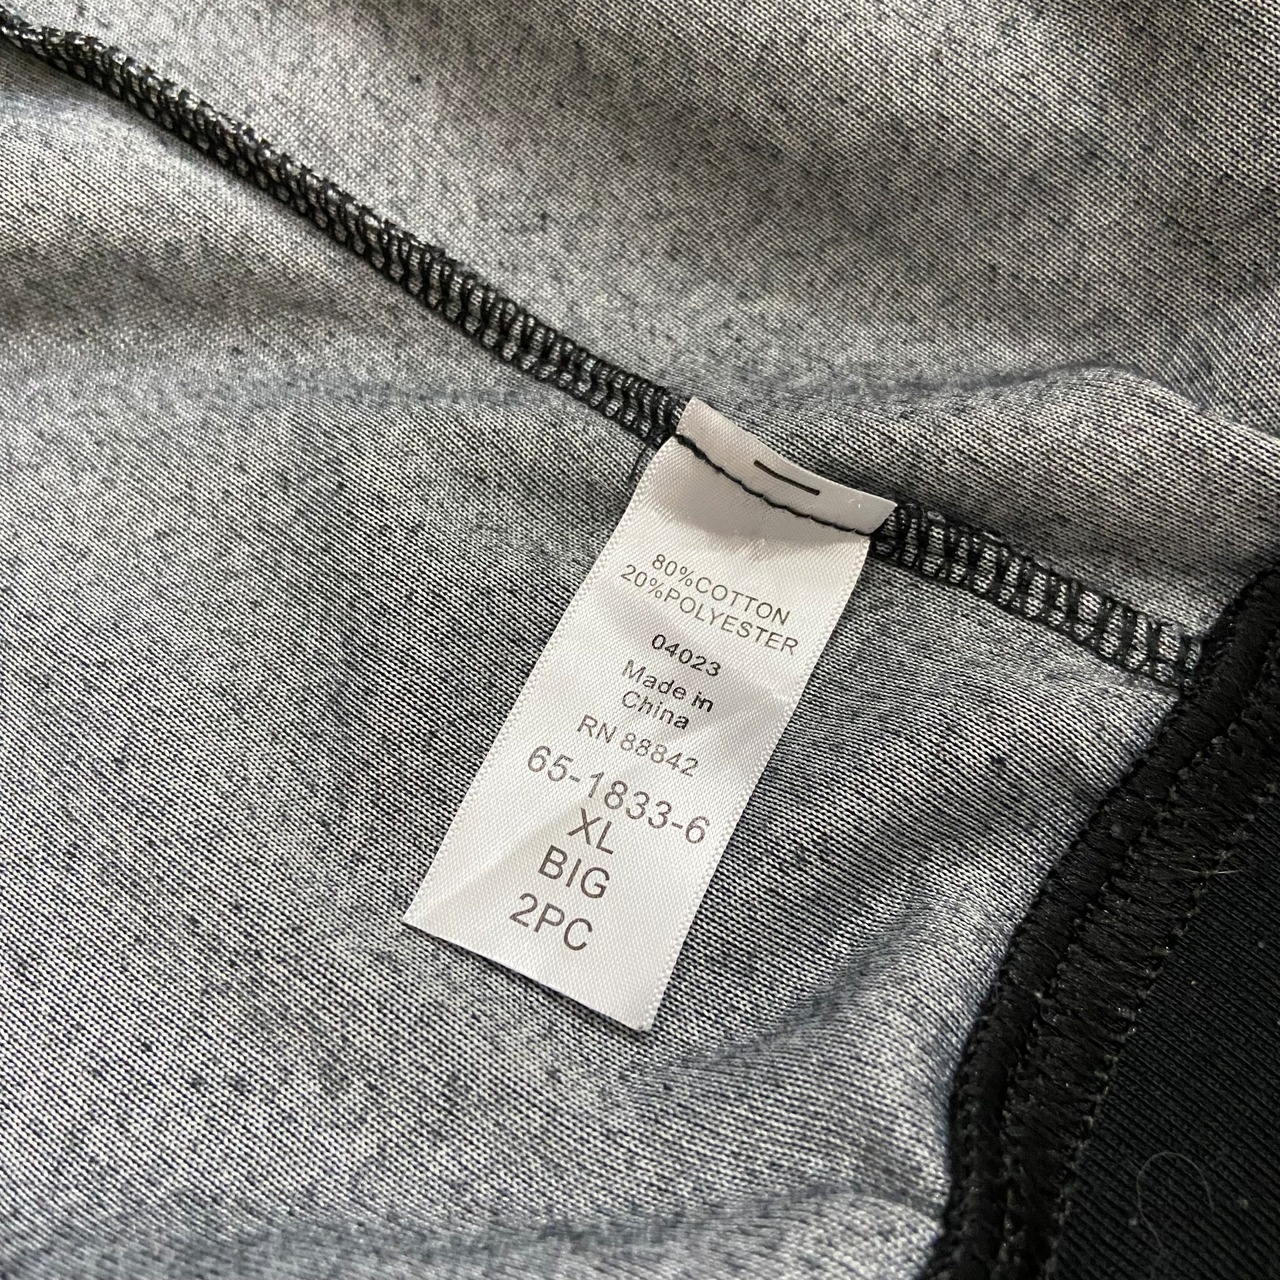 80%COTTON
20%POLYESTER
04023
Made in
China
RN 88842
65-1833-6
XL
BIG
2PC